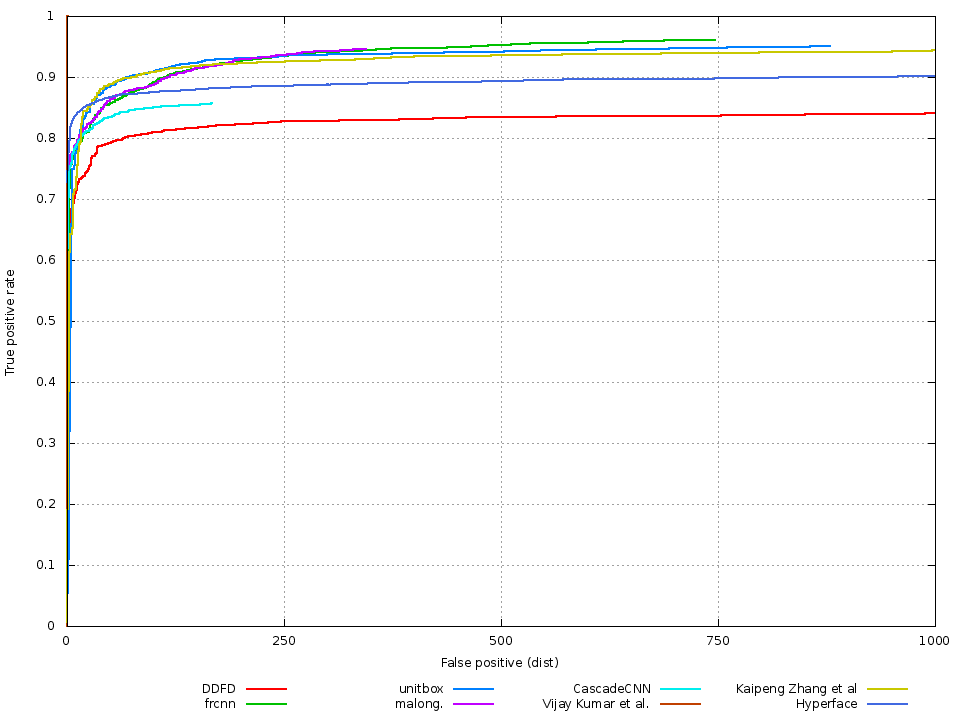 1
0.9
0.8
0.7
0.6
0.5
0.4
0.3
0.2
0.1
0
True positive rate
0 250 500 750 1000
False positive (dist)
DDFD unitbox CascadeCNN Kaipeng Zhang et al
frcnn malong. Vijay Kumar et al. Hyperface